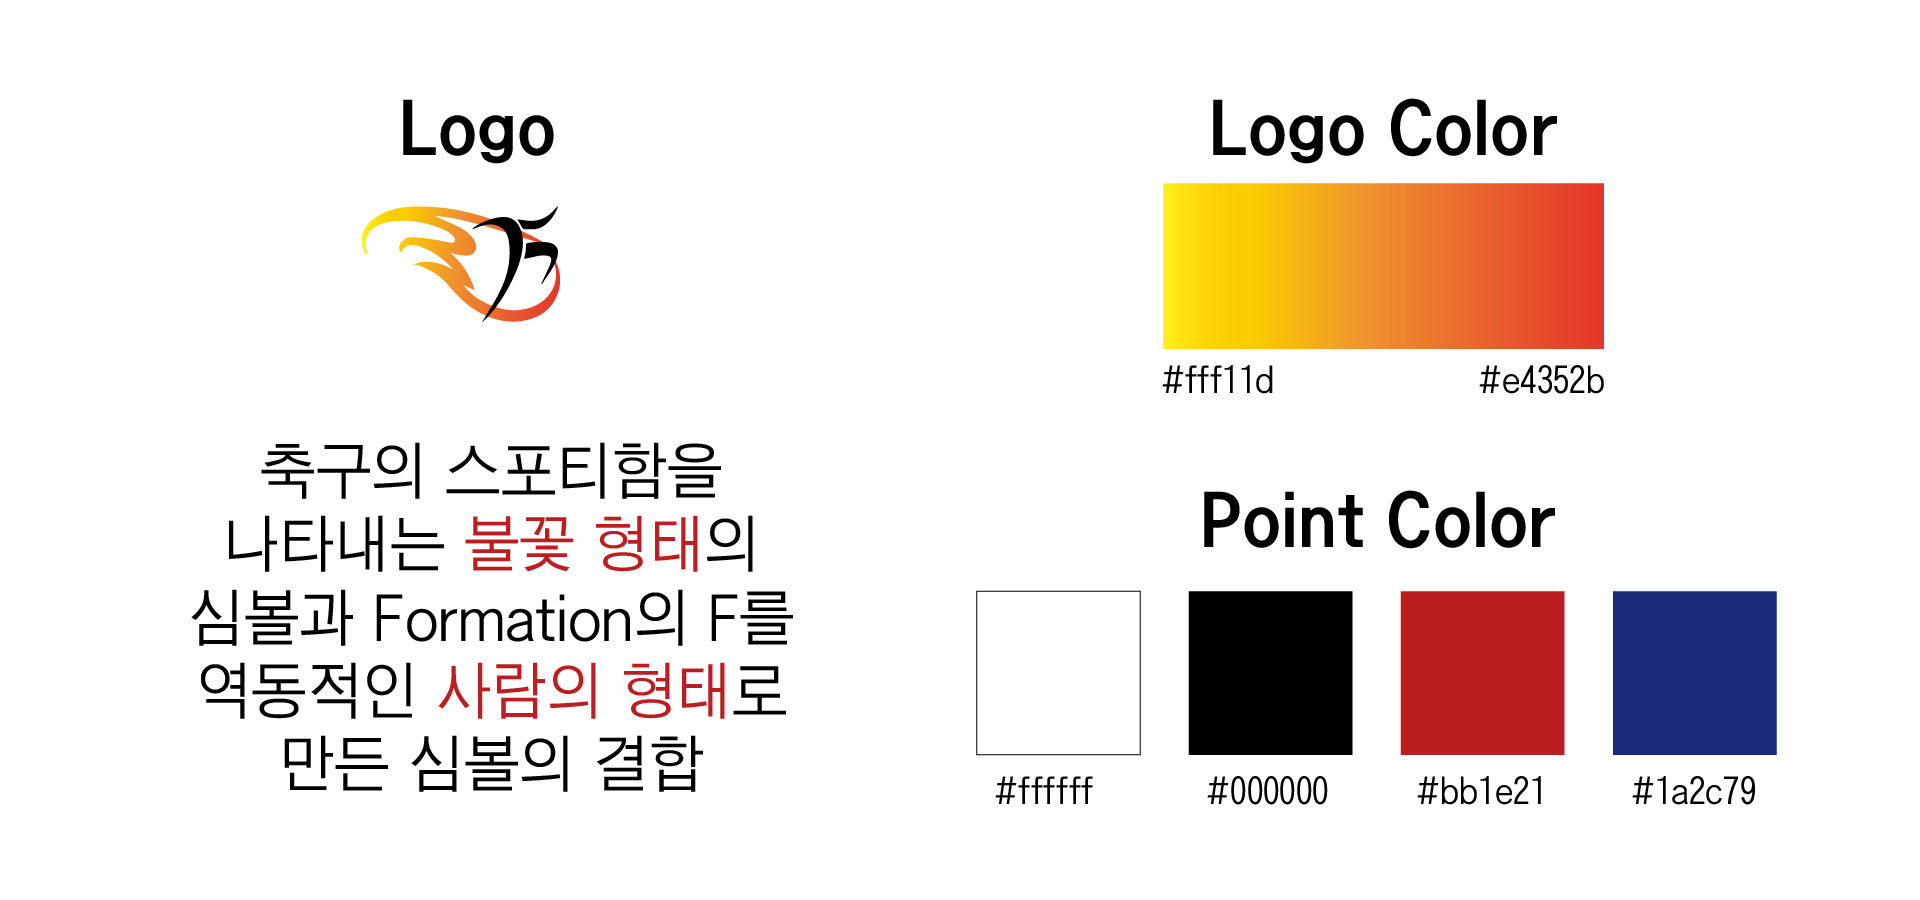 Logo
축구의 스포티함을
나타내는 불꽃 형태의
심볼과 Formation의 F를
역동적인 사람의 형태로
만든 심볼의 결합
Logo Color
#fff11d
#e4352b
Point Color
#ffffff
#000000
#bb1e21
#1a2c79